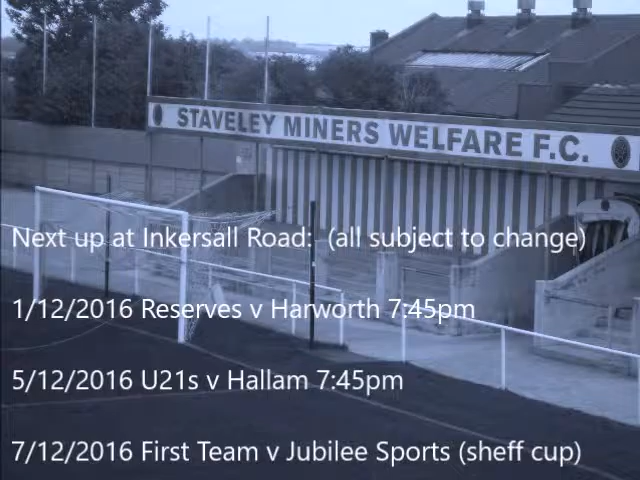 STAVELEY MINERS WELFARE F.C.
Next up at Inkersall Road: (all subject to change)
1/12/2016 Reserves v Harworth 7:45pm
5/12/2016 U21s v Hallam 7:45pm
7/12/2016 First Team v Jubilee Sports (sheff cup)